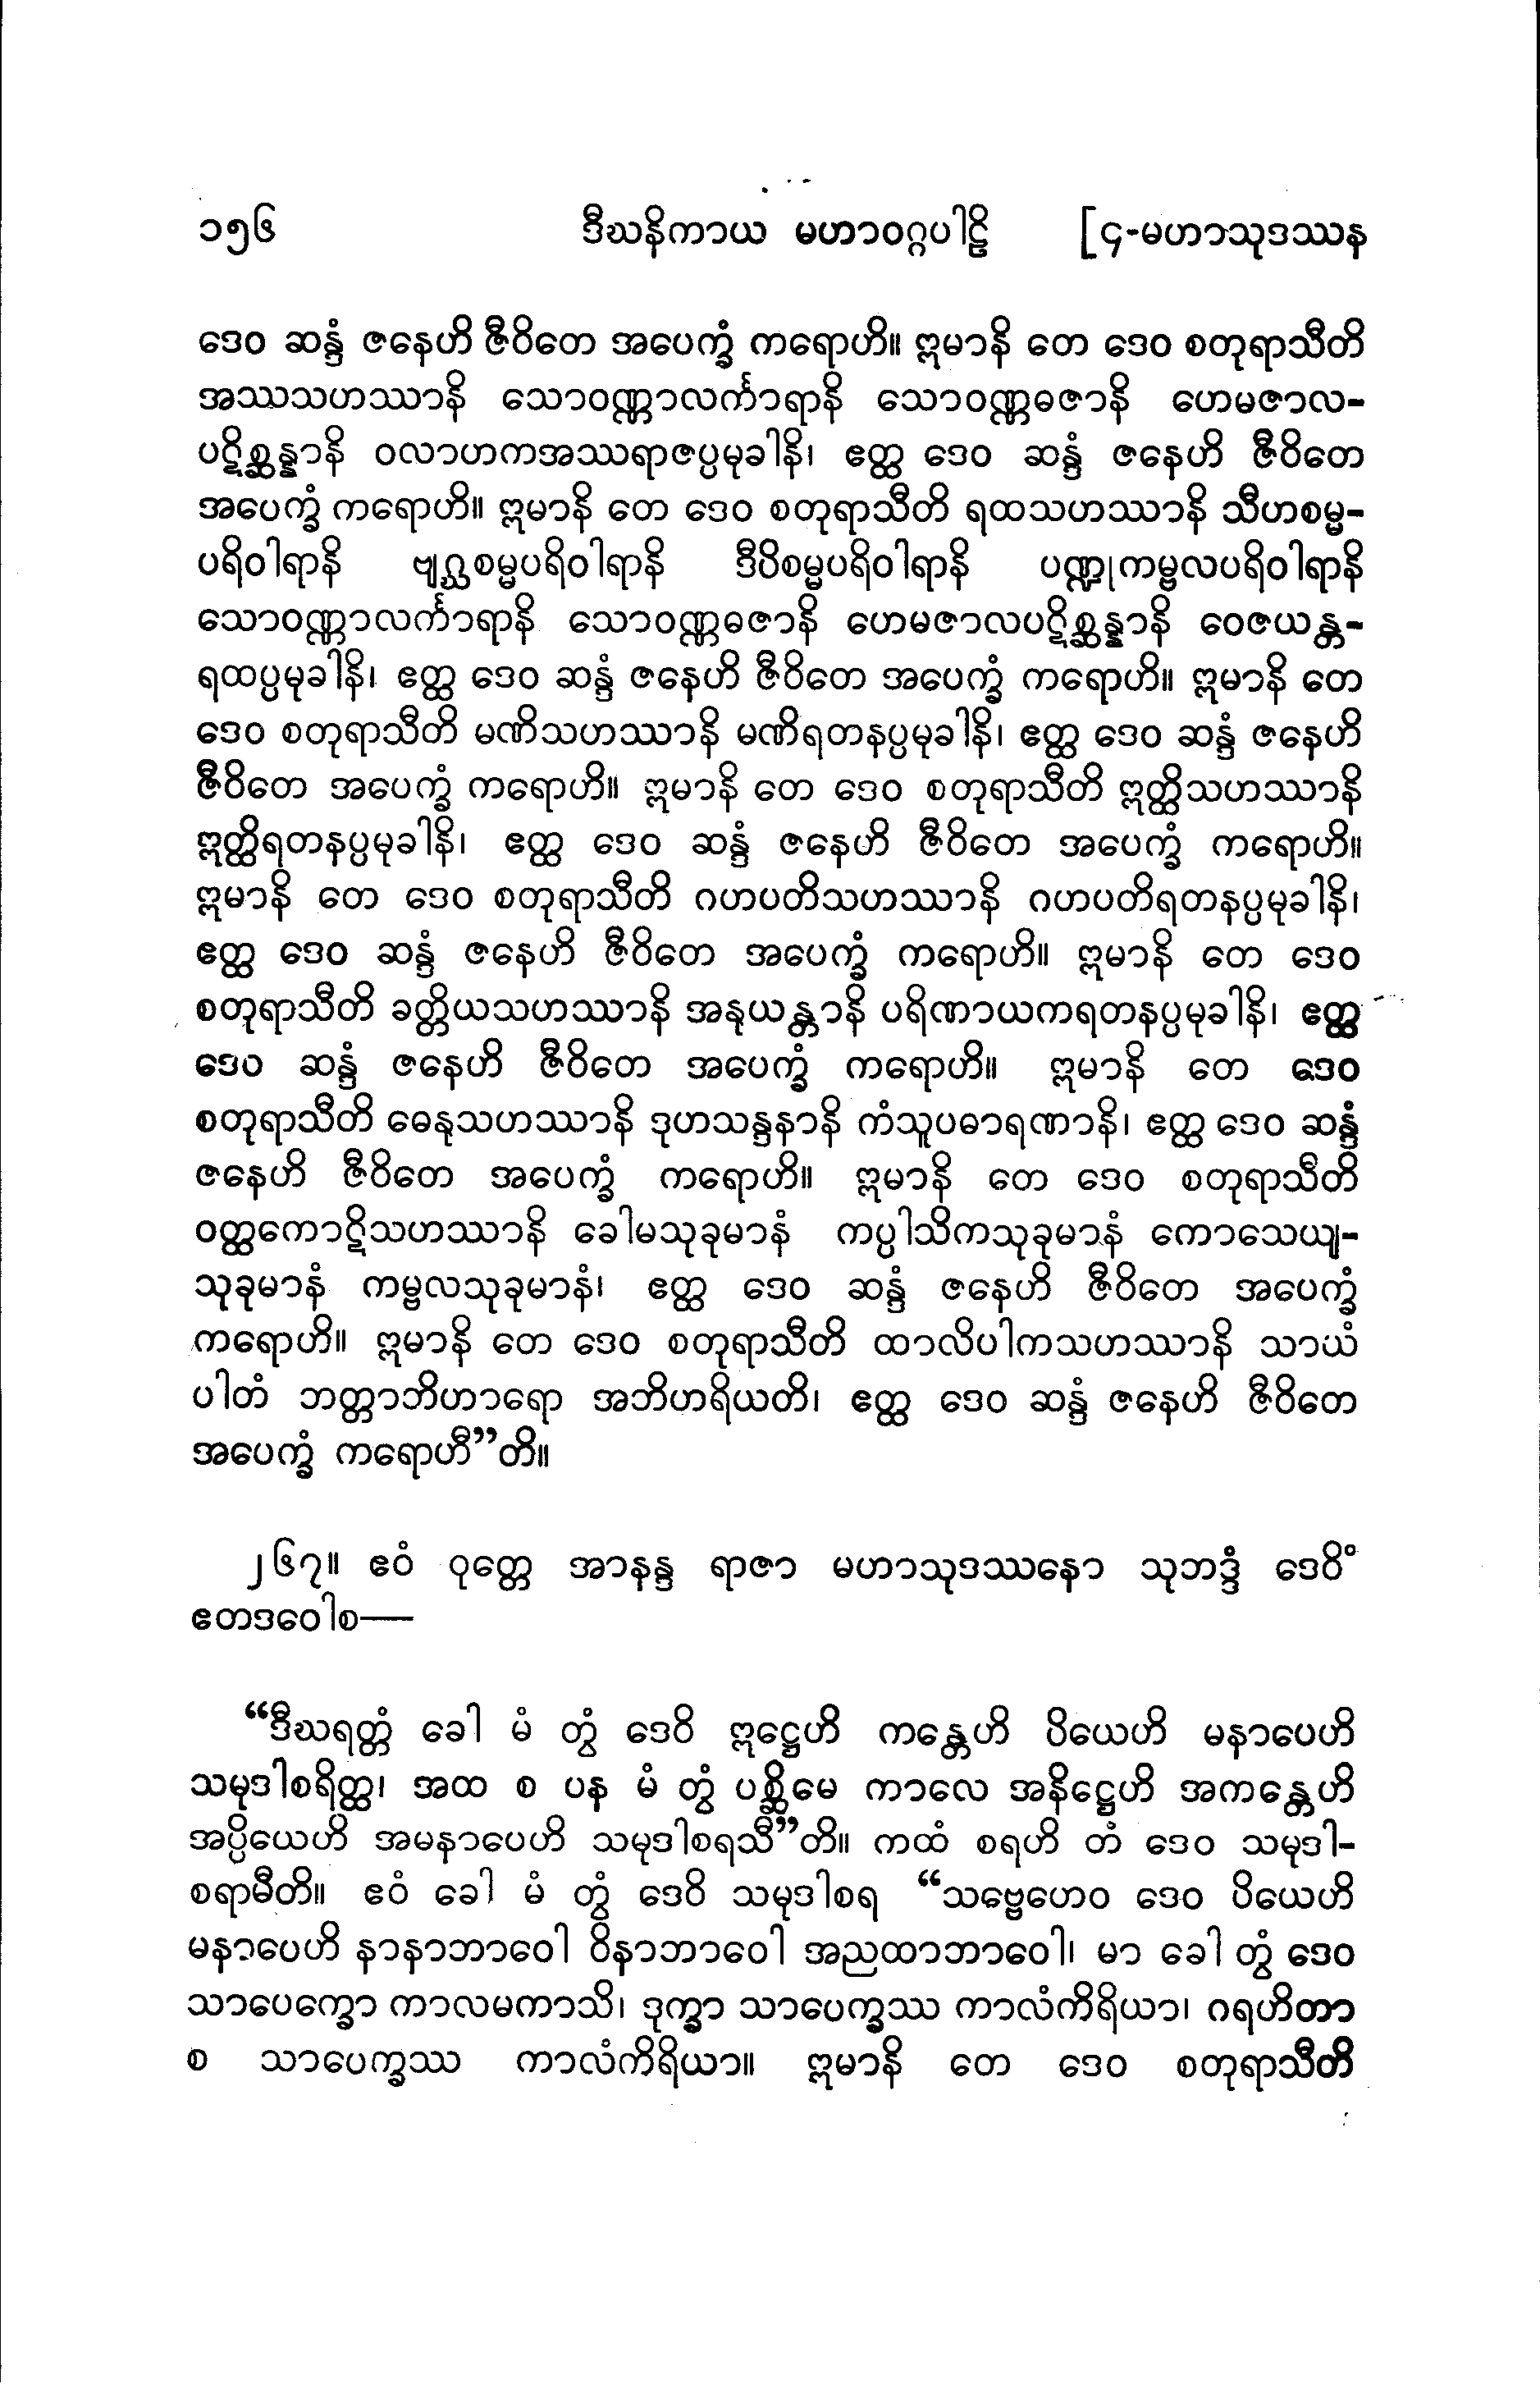 ၁၅၆ ဒီဃနိကာယ မဟာဝဂ္ဂပါဠိ [၄-မဟာသုဒဿန
ဒေဝ ဆန္ဒံ ဇနေဟိ ဇီဝိတေ အပေက္ခံ ကရောဟိ။ ဣမာနိ တေ ဒေဝ စတုရာသီတိ
အဿသဟဿာနိ သောဝဏ္ဏာလင်္ကာရာနိ သောဝဏ္ဏဓဇာနိ ဟေမဇာလ-
ပဋိစ္ဆန္နာနိ ဝလာဟကအဿရာဇပ္ပမုခါနိ၊ ဧတ္ထ ဒေဝ ဆန္ဒံ ဇနေဟိ ဇီဝိတေ
အပေက္ခံ ကရောဟိ။ ဣမာနိ တေ ဒေဝ စတုရာသီတိ ရထသဟဿာနိ သီဟစမ္မ-
ပရိဝါရာနိ ဗျဂ္ဃစမ္မပရိဝါရာနိ ဒီပိစမ္မပရိဝါရာနိ ပဏ္ဍုကမ္ဗလပရိဝါရာနိ
သောဝဏ္ဏာလင်္ကာရာနိ သောဝဏ္ဏဓဇာနိ ဟေမဇာလပဋိစ္ဆန္နာနိ ဝေဇယန္တ-
ရထပ္ပမုခါနိ၊ ဧတ္ထ ဒေဝ ဆန္ဒံ ဇနေဟိ ဇီဝိတေ အပေက္ခံ ကရောဟိ။ ဣမာနိ တေ
ဒေဝ စတုရာသီတိ မဏိသဟဿာနိ မဏိရတနပ္ပမုခါနိ၊ ဧတ္ထ ဒေဝ ဆန္ဒံ ဇနေဟိ
ဇီဝိတေ အပေက္ခံ ကရောဟိ။ ဣမာနိ တေ ဒေဝ စတုရာသီတိ ဣတ္ထိသဟဿာနိ
ဣတ္ထိရတနပ္ပမုခါနိ၊ ဧတ္ထ ဒေဝ ဆန္ဒံ ဇနေဟိ ဇီဝိတေ အပေက္ခံ ကရောဟိ။
ဣမာနိ တေ ဒေဝ စတုရာသီတိ ဂဟပတိသဟဿာနိ ဂဟပတိရတနပ္ပမုခါနိ၊
ဧတ္ထ ဒေဝ ဆန္ဒံ ဇနေဟိ ဇီဝိတေ အပေက္ခံ ကရောဟိ။ ဣမာနိ တေ ဒေဝ
စတုရာသီတိ ခတ္တိယသဟဿာနိ အနုယန္တာနိ ပရိဏာယကရတနပ္ပမုခါနိ၊ ဧတ္ထ
ဒေဝ ဆန္ဒံ ဇနေဟိ ဇီဝိတေ အပေက္ခံ ကရောဟိ။ ဣမာနိ တေ ဒေဝ
စတုရာသီတိ ဓေနုသဟဿာနိ ဒုဟသန္ဒနာနိ ကံသူပဓာရဏာနိ၊ ဧတ္ထ ဒေဝ ဆန္ဒံ
ဇနေဟိ ဇီဝိတေ အပေက္ခံ ကရောဟိ။ ဣမာနိ တေ ဒေဝ စတုရာသီတိ
ဝတ္ထကောဋိသဟဿာနိ ခေါမသုခုမာနံ ကပ္ပါသိကသုခုမာနံ ကောသေယျ-
သုခုမာနံ ကမ္ဗလသုခုမာနံ၊ ဧတ္ထ ဒေဝ ဆန္ဒံ ဇနေဟိ ဇီဝိတေ အပေက္ခံ
ကရောဟိ။ ဣမာနိ တေ ဒေဝ စတုရာသီတိ ထာလိပါကသဟဿာနိ သာယံ
ပါတံ ဘတ္တာဘိဟာရော အဘိဟရိယတိ၊ ဧတ္ထ ဒေဝ ဆန္ဒံ ဇနေဟိ ဇီဝိတေ
အပေက္ခံ ကရောဟီ”တိ။
၂၆၇။ ဧဝံ ဝုတ္တေ အာနန္ဒ ရာဇာ မဟာသုဒဿနော သုဘဒ္ဒံ ဒေဝိံ
ဧတဒဝေါစ—
“ဒီဃရတ္တံ ခေါ မံ တွံ ဒေဝိ ဣဋ္ဌေဟိ ကန္တေဟိ ပိယေဟိ မနာပေဟိ
သမုဒါစရိတ္ထ၊ အထ စ ပန မံ တွံ ပစ္ဆိမေ ကာလေ အနိဋ္ဌေဟိ အကန္တေဟိ
အပ္ပိယေဟိ အမနာပေဟိ သမုဒါစရသီ”တိ။ ကထံ စရဟိ တံ ဒေဝ သမုဒါ-
စရာမီတိ။ ဧဝံ ခေါ မံ တွံ ဒေဝိ သမုဒါစရ “သဗ္ဗေဟေဝ ဒေဝ ပိယေဟိ
မနာပေဟိ နာနာဘာဝေါ ဝိနာဘာဝေါ အညထာဘာဝေါ၊ မာ ခေါ တွံ ဒေဝ
သာပေက္ခော ကာလမကာသိ၊ ဒုက္ခာ သာပေက္ခဿ ကာလံကိရိယာ၊ ဂရဟိတာ
စ သာပေက္ခဿ ကာလံကိရိယာ။ ဣမာနိ တေ ဒေဝ စတုရာသီတိ